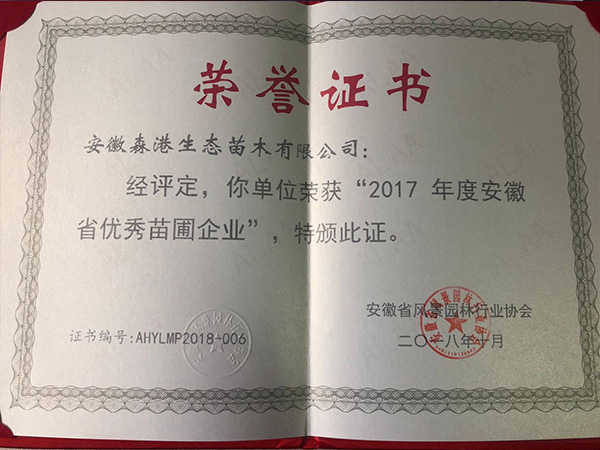 荣誉证书
安徽森港生态苗木有限公司：
经评定，你单位荣获“2017 年度安徽
省优秀苗圃企业”，特颁此证。
安徽省风景园林行业协会
证书编号：AHYLMP2018-006
二〇一八年十月